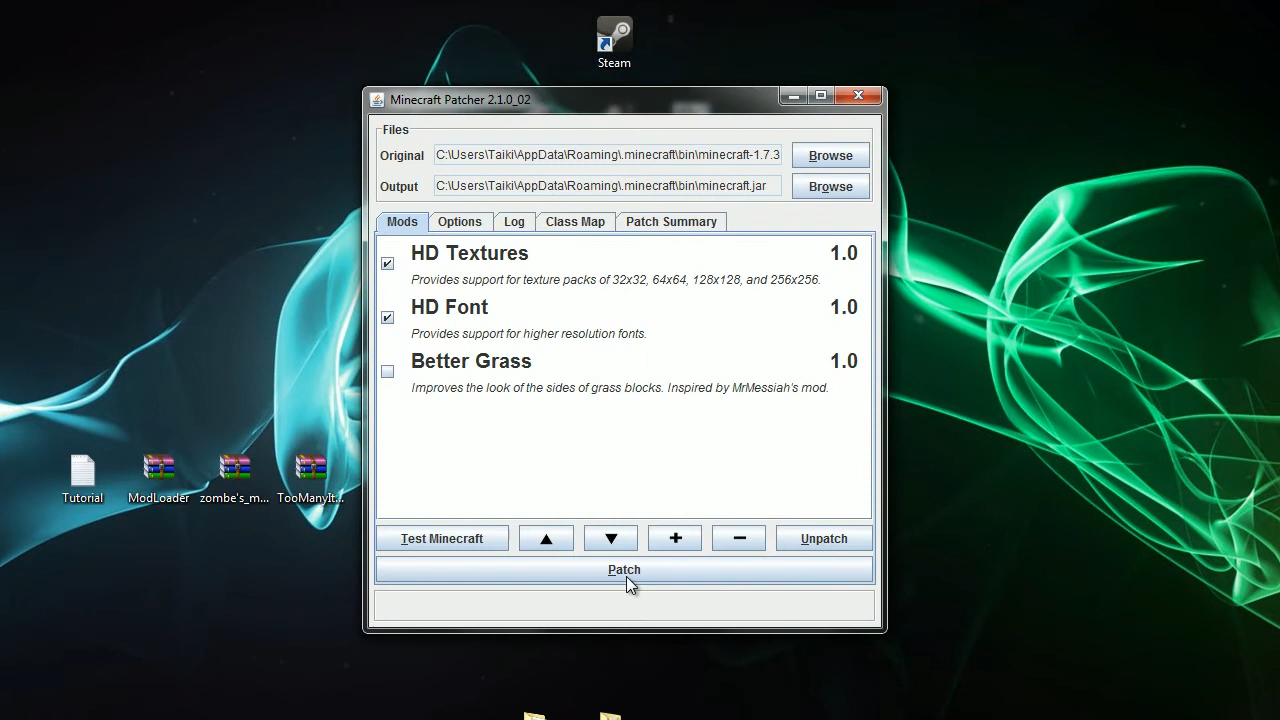 Steam
Minecraft Patcher 2.1.0_02
Files
Original C:\Users\Taiki\AppData\Roaming\.minecraft\bin\minecraft-1.7.3 Browse
Output C:\Users\Taiki\AppData\Roaming\.minecraft\bin\minecraft.jar Browse
Mods Options Log Class Map Patch Summary
HD Textures 1.0
Provides support for texture packs of 32x32, 64x64, 128x128, and 256x256.
HD Font 1.0
Provides support for higher resolution fonts.
Better Grass 1.0
Improves the look of the sides of grass blocks. Inspired by MrMessiah's mod.
Tutorial ModLoader zombe's_m... TooManyIt...
Test Minecraft Unpatch
Patch